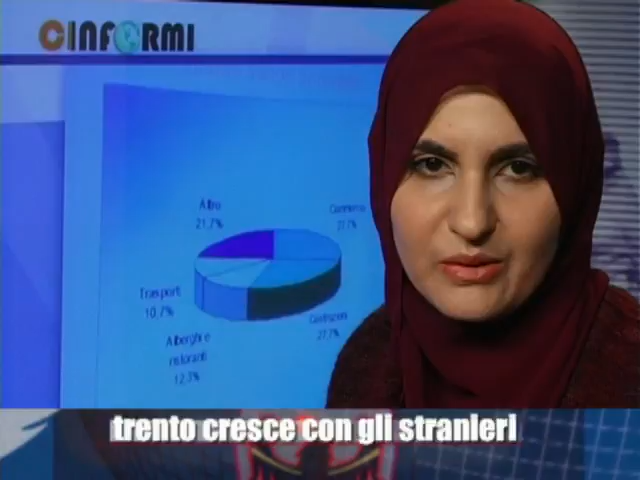 CINFORMI
Altro
21,7%
Commercio
27,7%
Trasporti
10,7%
Alberghi e
ristoranti
12,3%
Costruzioni
27,7%
trento cresce con gli stranieri